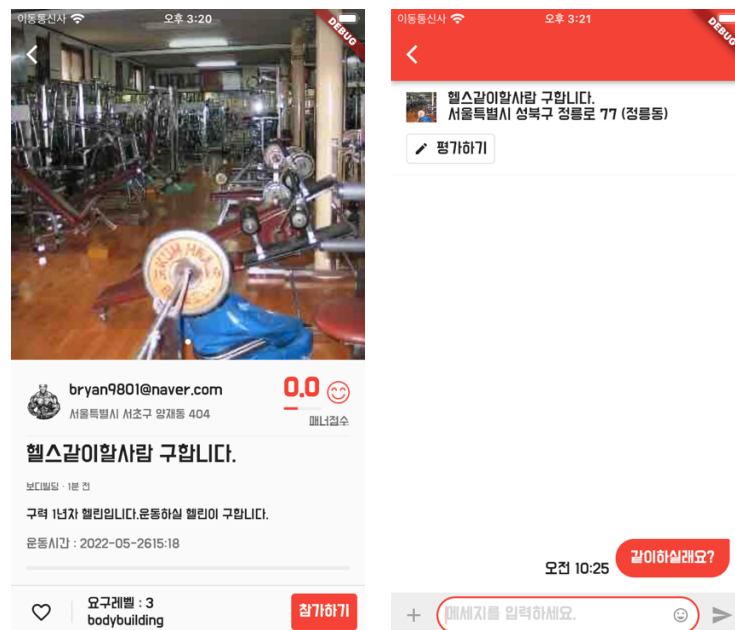 이동통신사
오후 3:20
DEBUG
bryan9801@naver.com
서울특별시 서초구 양재동 404
0.0
매너점수
헬스같이할사람 구합니다.
보디빌딩 · 1분 전
구력 1년차 헬린입니다.운동하실 헬린이 구합니다.
운동시간 : 2022-05-2615:18
요구레벨 : 3
bodybuilding
참가하기
이동통신사
오후 3:21
DEBUG
헬스같이할사람 구합니다.
서울특별시 성북구 정릉로 77 (정릉동)
평가하기
같이하실래요?
오전 10:25
메세지를 입력하세요.